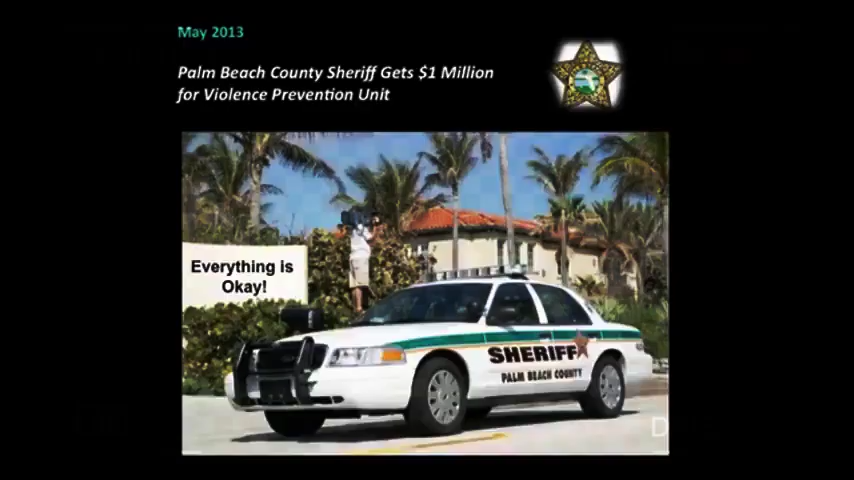 May 2013
Palm Beach County Sheriff Gets $1 Million
for Violence Prevention Unit
Everything is
Okay!
SHERIFF
PALM BEACH COUNTY
D